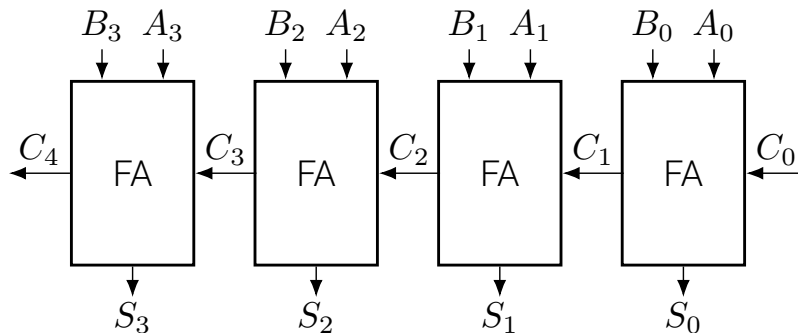 B₃ A₃ B₂ A₂ B₁ A₁ B₀ A₀
C₄ FA C₃ FA C₂ FA C₁ FA C₀
S₃ S₂ S₁ S₀